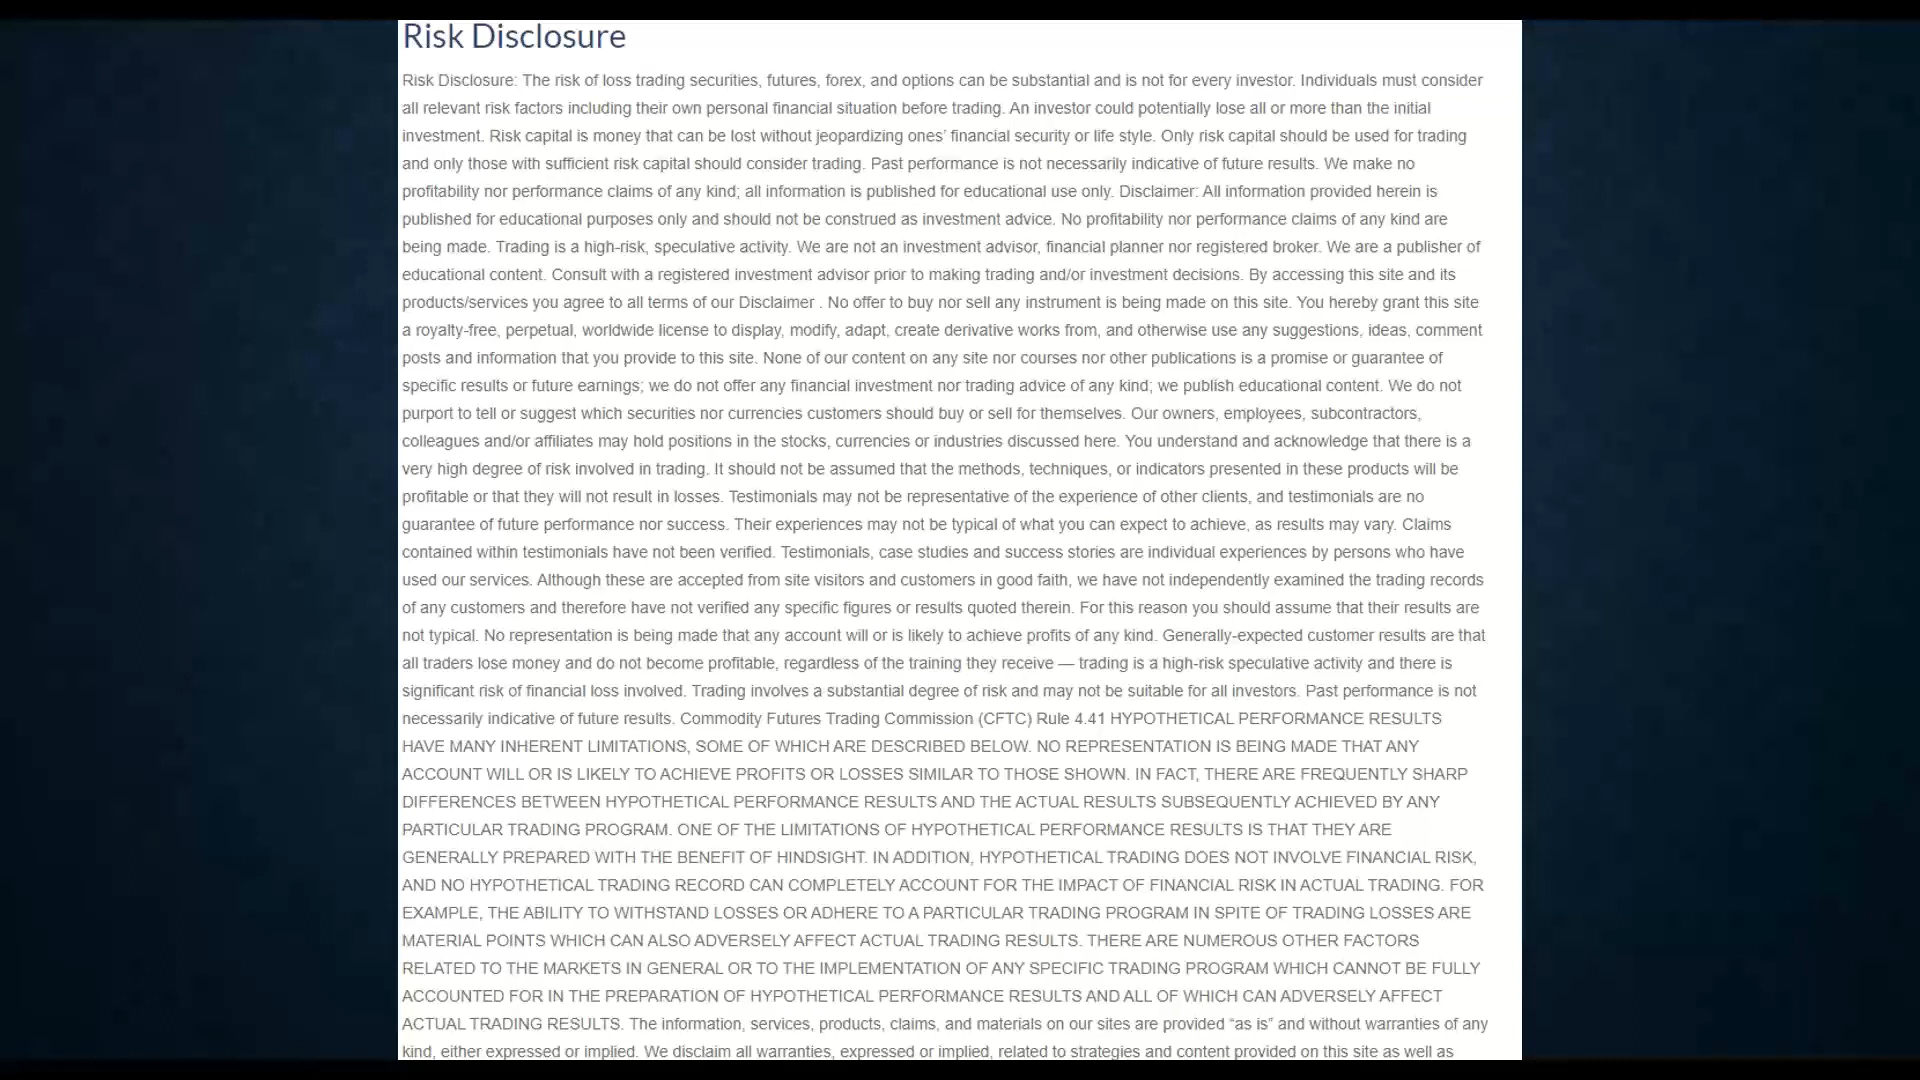 Risk Disclosure
Risk Disclosure: The risk of loss trading securities, futures, forex, and options can be substantial and is not for every investor. Individuals must consider
all relevant risk factors including their own personal financial situation before trading. An investor could potentially lose all or more than the initial
investment. Risk capital is money that can be lost without jeopardizing ones’ financial security or life style. Only risk capital should be used for trading
and only those with sufficient risk capital should consider trading. Past performance is not necessarily indicative of future results. We make no
profitability nor performance claims of any kind; all information is published for educational use only. Disclaimer: All information provided herein is
published for educational purposes only and should not be construed as investment advice. No profitability nor performance claims of any kind are
being made. Trading is a high-risk, speculative activity. We are not an investment advisor, financial planner nor registered broker. We are a publisher of
educational content. Consult with a registered investment advisor prior to making trading and/or investment decisions. By accessing this site and its
products/services you agree to all terms of our Disclaimer . No offer to buy nor sell any instrument is being made on this site. You hereby grant this site
a royalty-free, perpetual, worldwide license to display, modify, adapt, create derivative works from, and otherwise use any suggestions, ideas, comment
posts and information that you provide to this site. None of our content on any site nor courses nor other publications is a promise or guarantee of
specific results or future earnings; we do not offer any financial investment nor trading advice of any kind; we publish educational content. We do not
purport to tell or suggest which securities nor currencies customers should buy or sell for themselves. Our owners, employees, subcontractors,
colleagues and/or affiliates may hold positions in the stocks, currencies or industries discussed here. You understand and acknowledge that there is a
very high degree of risk involved in trading. It should not be assumed that the methods, techniques, or indicators presented in these products will be
profitable or that they will not result in losses. Testimonials may not be representative of the experience of other clients, and testimonials are no
guarantee of future performance nor success. Their experiences may not be typical of what you can expect to achieve, as results may vary. Claims
contained within testimonials have not been verified. Testimonials, case studies and success stories are individual experiences by persons who have
used our services. Although these are accepted from site visitors and customers in good faith, we have not independently examined the trading records
of any customers and therefore have not verified any specific figures or results quoted therein. For this reason you should assume that their results are
not typical. No representation is being made that any account will or is likely to achieve profits of any kind. Generally-expected customer results are that
all traders lose money and do not become profitable, regardless of the training they receive — trading is a high-risk speculative activity and there is
significant risk of financial loss involved. Trading involves a substantial degree of risk and may not be suitable for all investors. Past performance is not
necessarily indicative of future results. Commodity Futures Trading Commission (CFTC) Rule 4.41 HYPOTHETICAL PERFORMANCE RESULTS
HAVE MANY INHERENT LIMITATIONS, SOME OF WHICH ARE DESCRIBED BELOW. NO REPRESENTATION IS BEING MADE THAT ANY
ACCOUNT WILL OR IS LIKELY TO ACHIEVE PROFITS OR LOSSES SIMILAR TO THOSE SHOWN. IN FACT, THERE ARE FREQUENTLY SHARP
DIFFERENCES BETWEEN HYPOTHETICAL PERFORMANCE RESULTS AND THE ACTUAL RESULTS SUBSEQUENTLY ACHIEVED BY ANY
PARTICULAR TRADING PROGRAM. ONE OF THE LIMITATIONS OF HYPOTHETICAL PERFORMANCE RESULTS IS THAT THEY ARE
GENERALLY PREPARED WITH THE BENEFIT OF HINDSIGHT. IN ADDITION, HYPOTHETICAL TRADING DOES NOT INVOLVE FINANCIAL RISK,
AND NO HYPOTHETICAL TRADING RECORD CAN COMPLETELY ACCOUNT FOR THE IMPACT OF FINANCIAL RISK IN ACTUAL TRADING. FOR
EXAMPLE, THE ABILITY TO WITHSTAND LOSSES OR ADHERE TO A PARTICULAR TRADING PROGRAM IN SPITE OF TRADING LOSSES ARE
MATERIAL POINTS WHICH CAN ALSO ADVERSELY AFFECT ACTUAL TRADING RESULTS. THERE ARE NUMEROUS OTHER FACTORS
RELATED TO THE MARKETS IN GENERAL OR TO THE IMPLEMENTATION OF ANY SPECIFIC TRADING PROGRAM WHICH CANNOT BE FULLY
ACCOUNTED FOR IN THE PREPARATION OF HYPOTHETICAL PERFORMANCE RESULTS AND ALL OF WHICH CAN ADVERSELY AFFECT
ACTUAL TRADING RESULTS. The information, services, products, claims, and materials on our sites are provided “as is” and without warranties of any
kind, either expressed or implied. We disclaim all warranties, expressed or implied, related to strategies and content provided on this site as well as